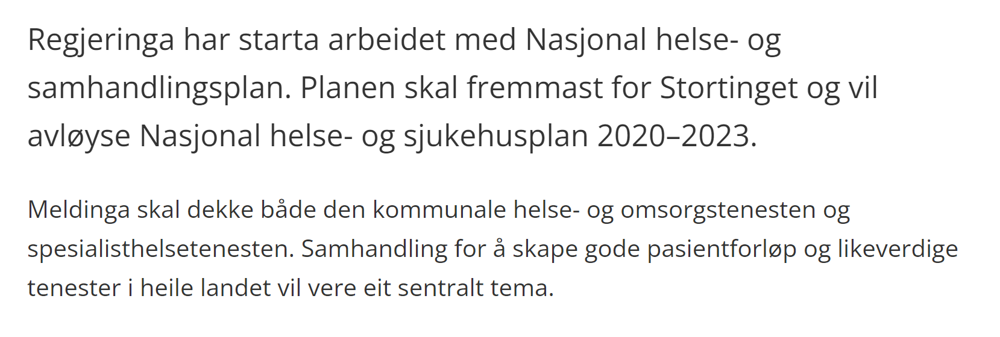 Regjeringa har starta arbeidet med Nasjonal helse- og
samhandlingsplan. Planen skal fremmast for Stortinget og vil
avløyse Nasjonal helse- og sjukehusplan 2020–2023.
Meldinga skal dekke både den kommunale helse- og omsorgstenesten og
spesialisthelsetenesten. Samhandling for å skape gode pasientforløp og likeverdige
tenester i heile landet vil vere eit sentralt tema.